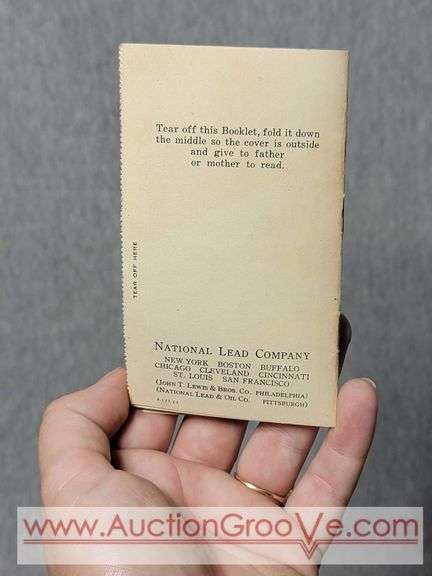 Tear off this Booklet, fold it down
the middle so the cover is outside
and give to father
or mother to read.
TEAR OFF HERE
NATIONAL LEAD COMPANY
NEW YORK BOSTON BUFFALO
CHICAGO CLEVELAND CINCINNATI
ST. LOUIS SAN FRANCISCO
(JOHN T. LEWIS & BROS. CO. PHILADELPHIA)
(NATIONAL LEAD & OIL CO. PITTSBURGH)
www.AuctionGrooVe.com